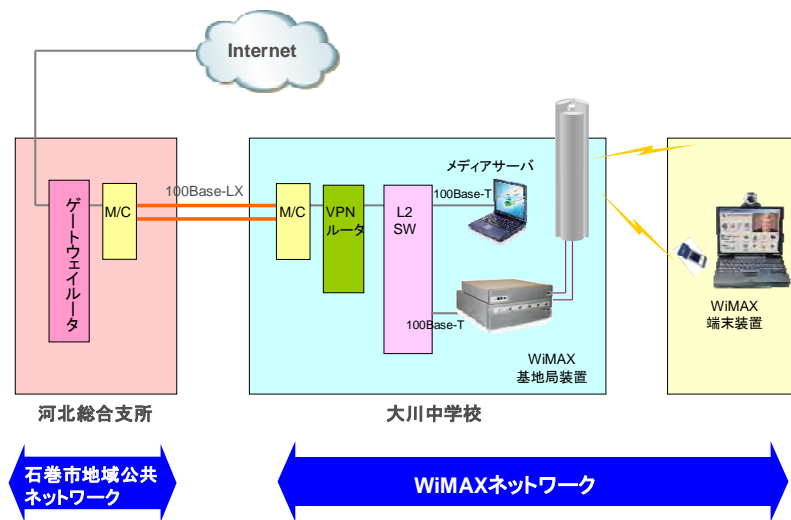 Internet
メディアサーバ
100Base-LX
100Base-T
M/C
M/C
VPN
ルータ
L2
SW
ゲートウェイルータ
100Base-T
WiMAX
基地局装置
WiMAX
端末装置
河北総合支所
大川中学校
石巻市地域公共
ネットワーク
WiMAXネットワーク